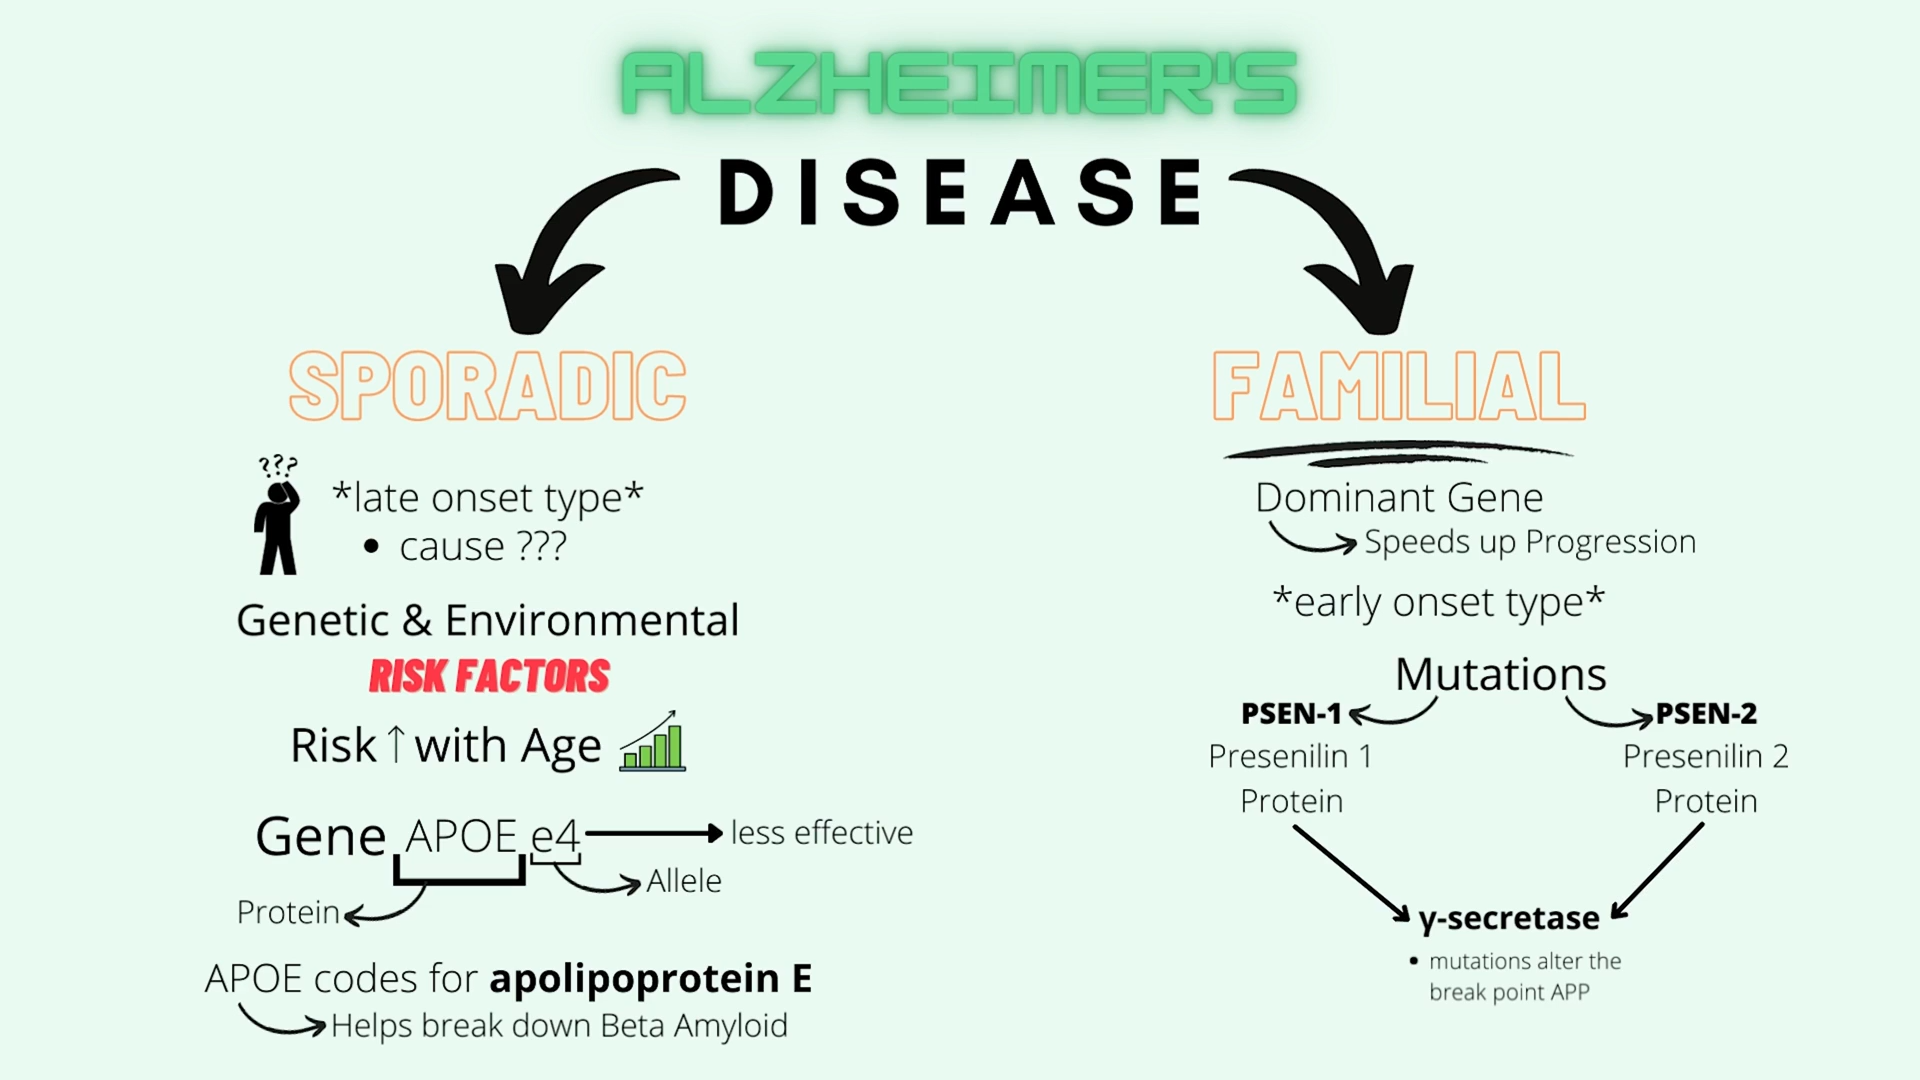 ALZHEIMER'S
DISEASE
SPORADIC
???
*late onset type*
• cause ???
Genetic & Environmental
RISK FACTORS
Risk ↑ with Age
Gene APOE e4
less effective
Allele
Protein
APOE codes for apolipoprotein E
Helps break down Beta Amyloid
FAMILIAL
Dominant Gene
Speeds up Progression
*early onset type*
Mutations
PSEN-1
Presenilin 1
Protein
PSEN-2
Presenilin 2
Protein
γ-secretase
• mutations alter the
break point APP